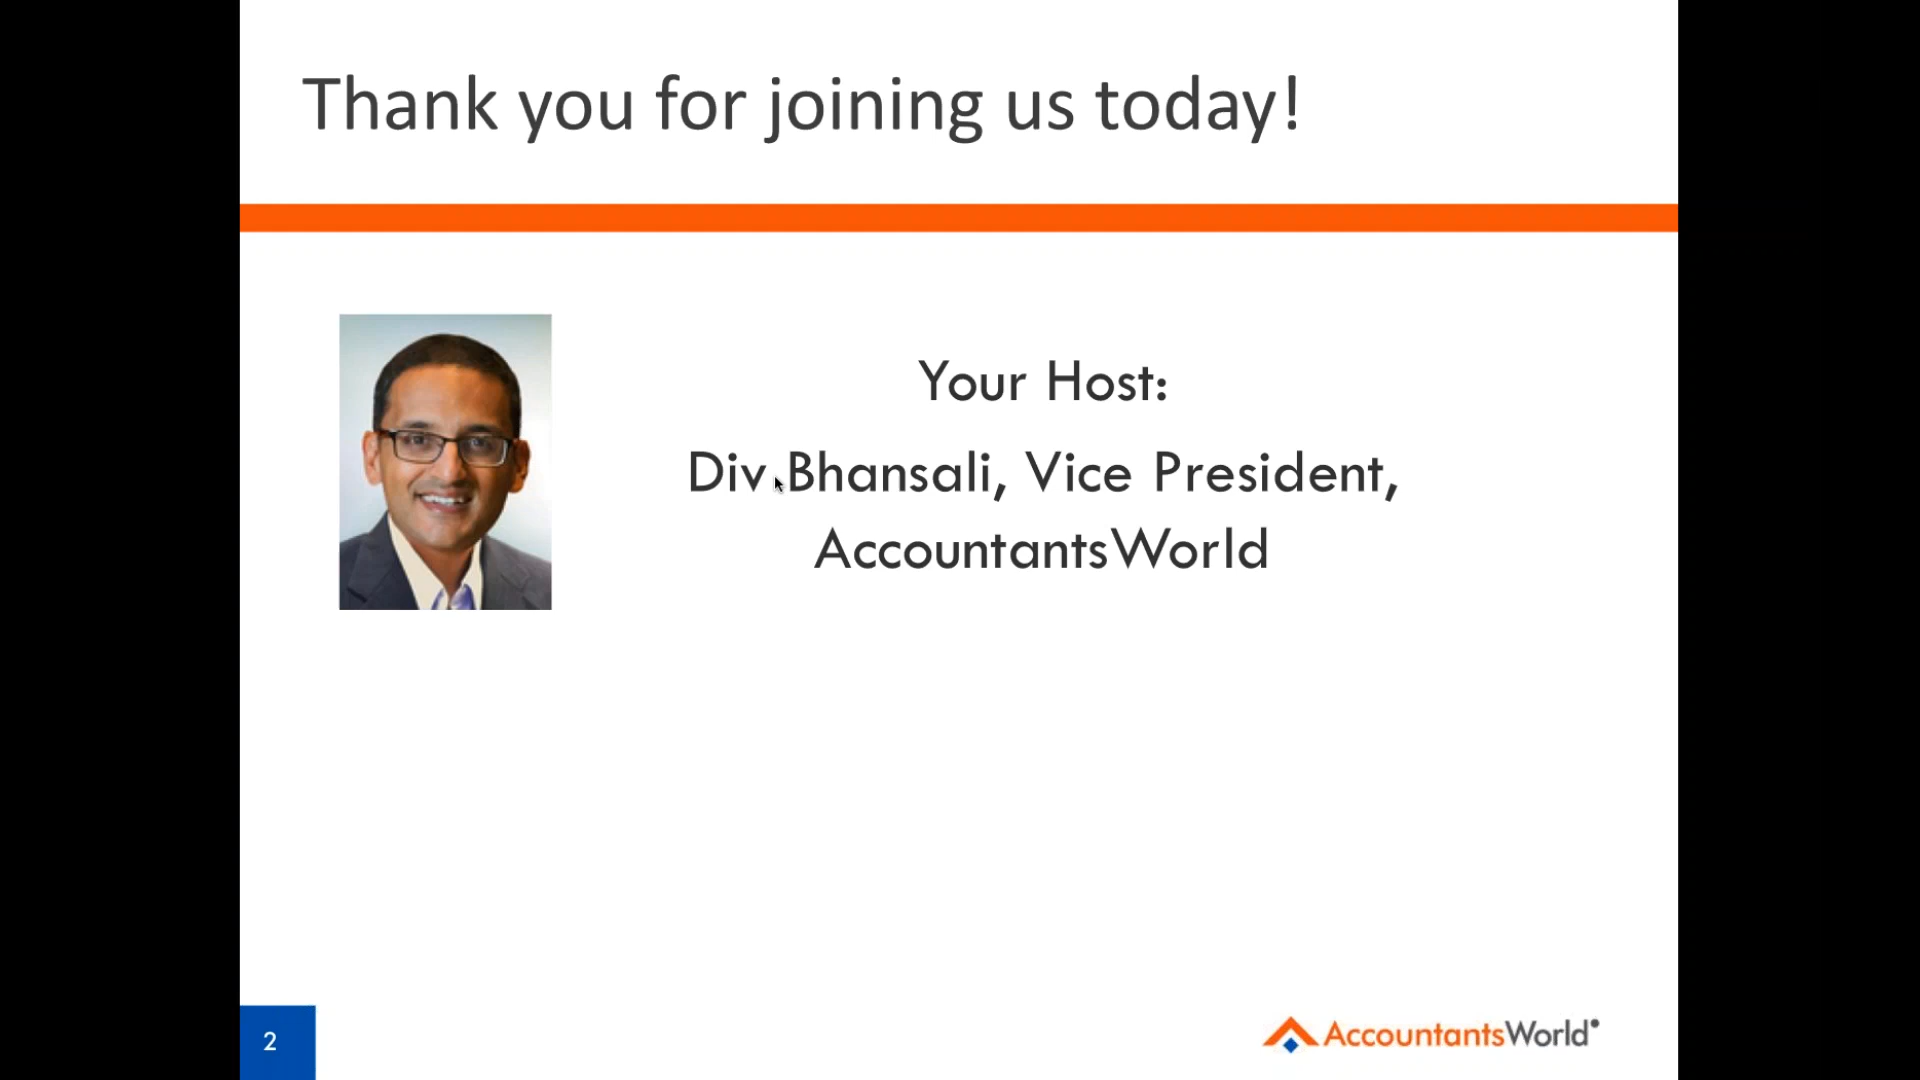 Thank you for joining us today!
Your Host:
Div Bhansali, Vice President,
AccountantsWorld
2
AccountantsWorld